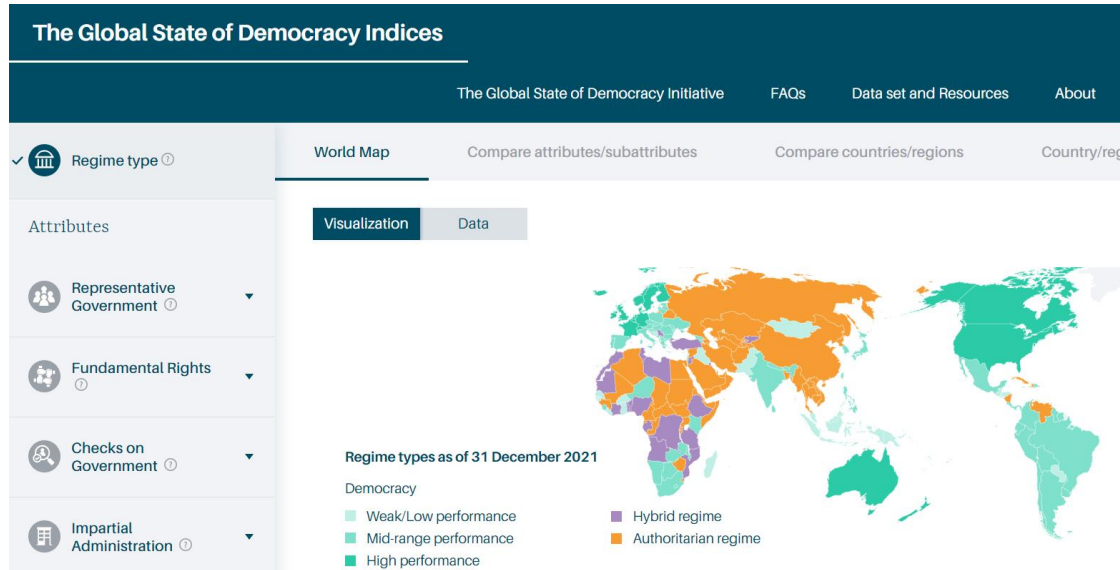 The Global State of Democracy Indices
The Global State of Democracy Initiative
FAQs
Data set and Resources
About
Regime type
World Map
Compare attributes/subattributes
Compare countries/regions
Country/reg
Attributes
Visualization
Data
Representative
Government
Fundamental Rights
Checks on
Government
Impartial
Administration
Regime types as of 31 December 2021
Democracy
Weak/Low performance
Mid-range performance
High performance
Hybrid regime
Authoritarian regime